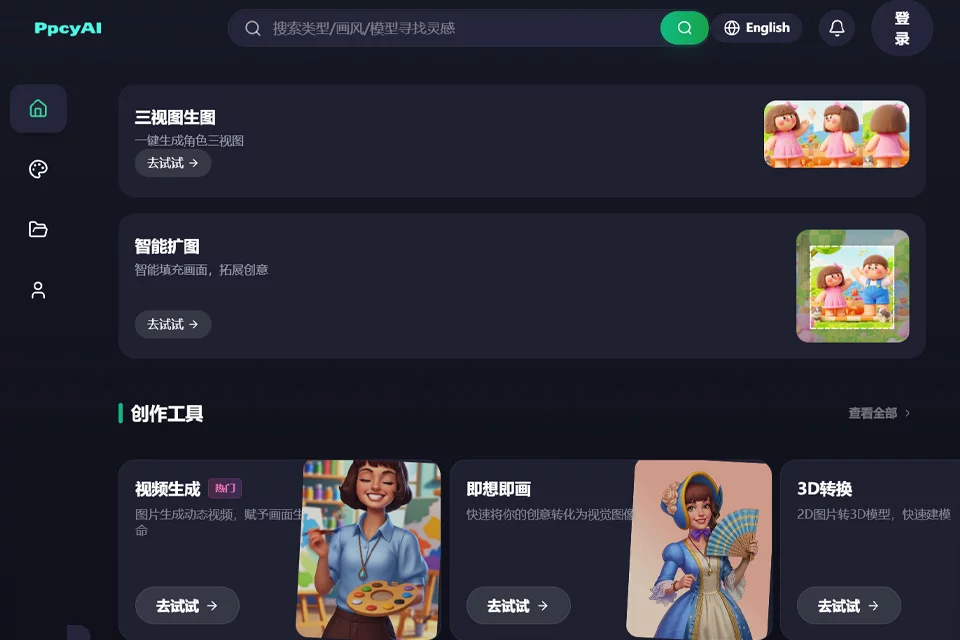 PpcyAI
搜索类型/画风/模型寻找灵感
English
登
录
三视图生图
一键生成角色三视图
去试试 →
智能扩图
智能填充画面，拓展创意
去试试 →
创作工具
查看全部
视频生成 热门
图片生成动态视频，赋予画面生
命
去试试 →
即想即画
快速将你的创意转化为视觉图像
去试试 →
3D转换
2D图片转3D模型，快速建模
去试试 →